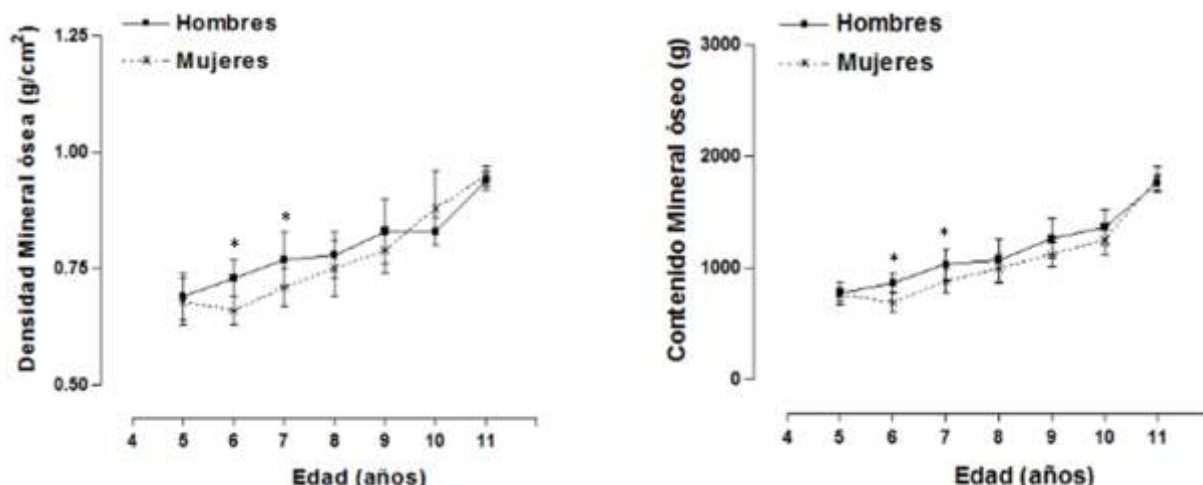 Hombres
Mujeres
Densidad Mineral ósea (g/cm²)
1.25
1.00
0.75
0.50
*
*
4 5 6 7 8 9 10 11
Edad (años)
Hombres
Mujeres
Contenido Mineral óseo (g)
3000
2000
1000
0
*
*
4 5 6 7 8 9 10 11
Edad (años)